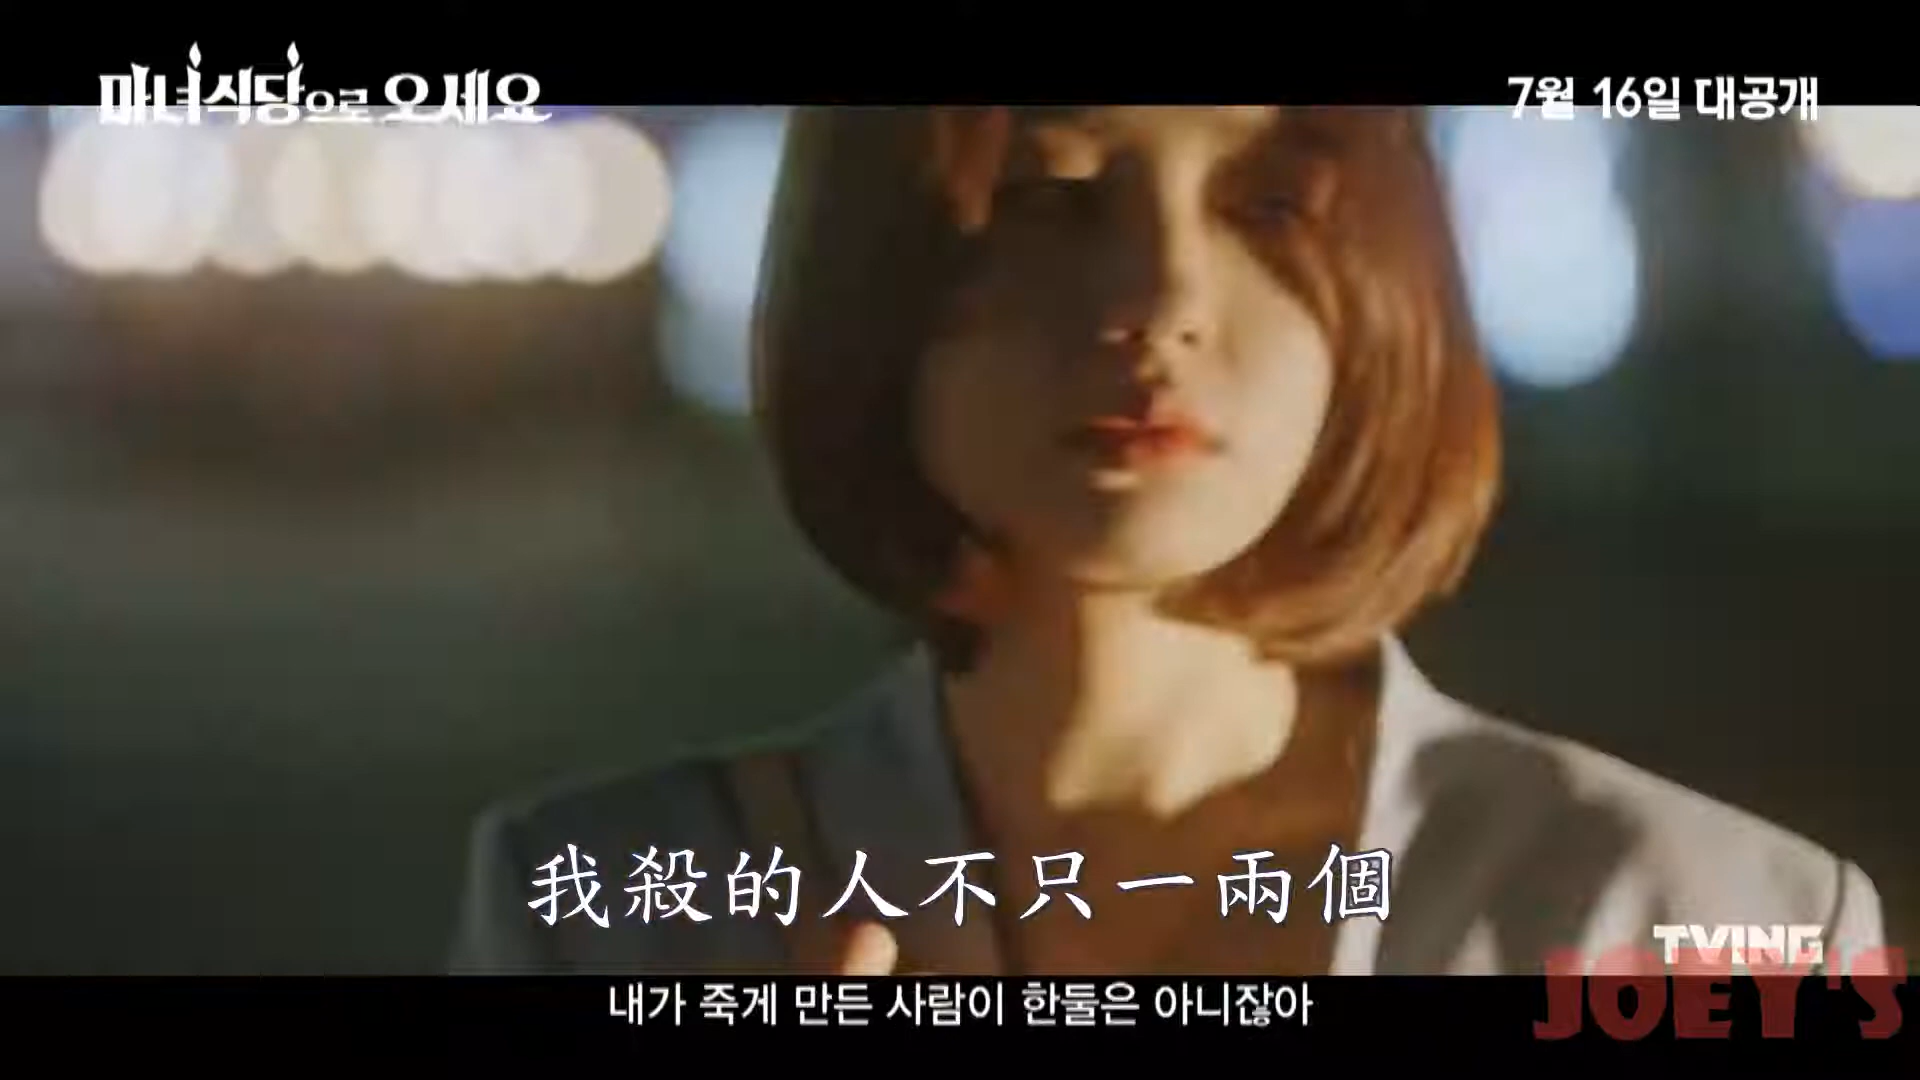 마녀식당으로 오세요
7월 16일 대공개
我殺的人不只一兩個
TVING
JOEY'S
내가 죽게 만든 사람이 한둘은 아니잖아